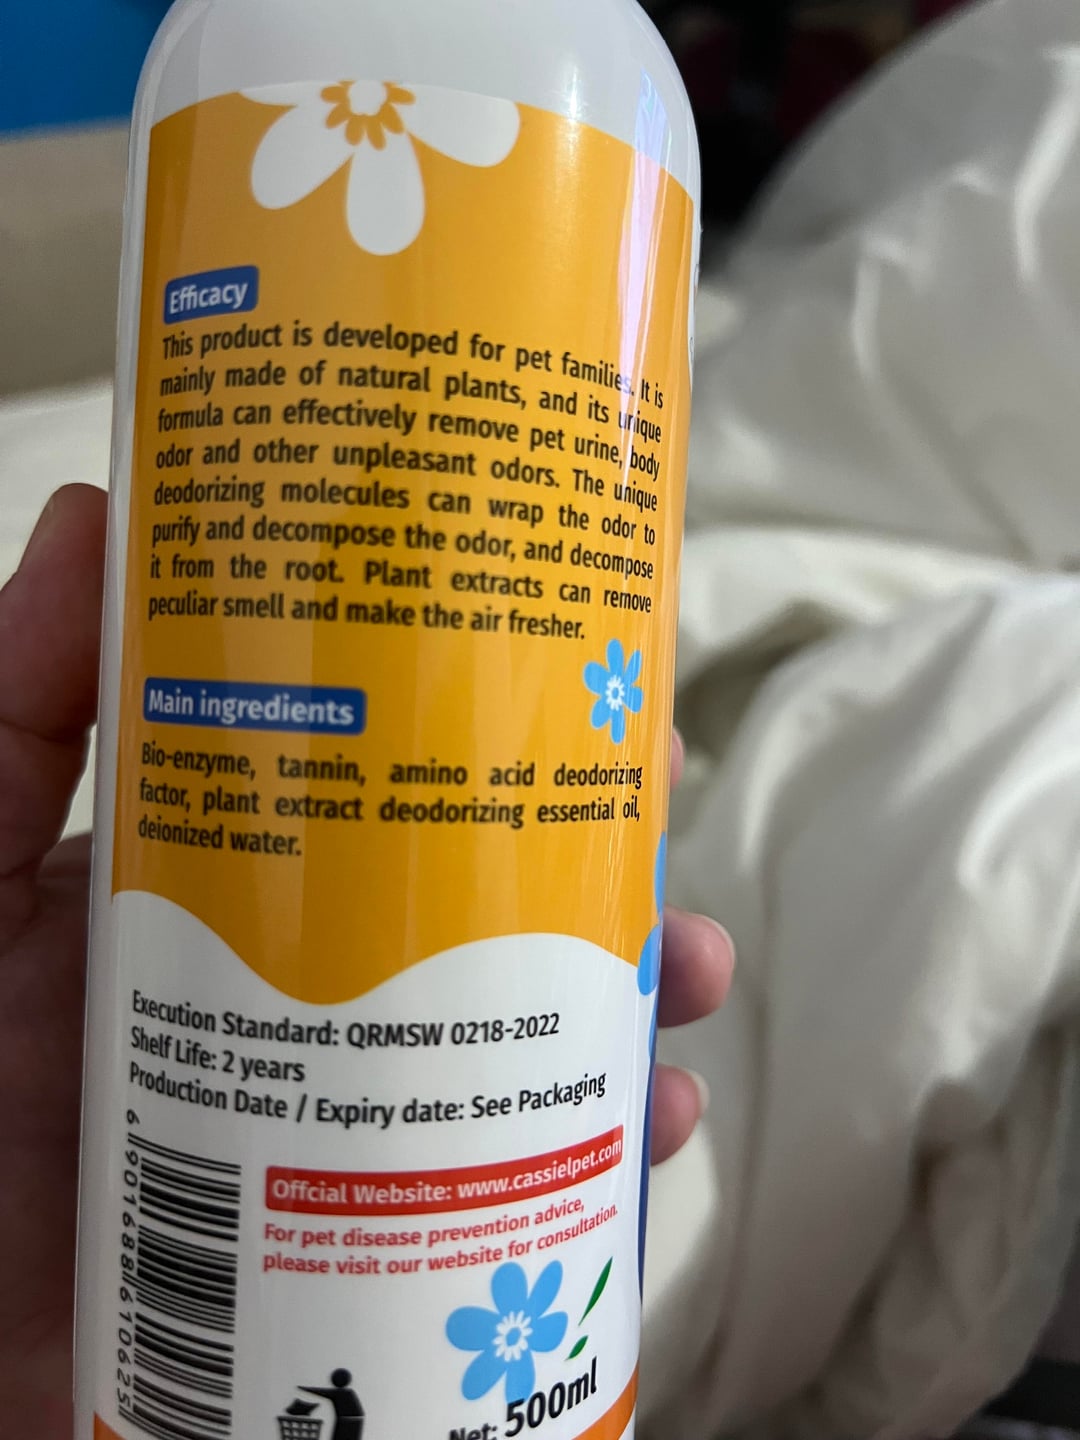 Efficacy
This product is developed for pet families. It is
mainly made of natural plants, and its unique
formula can effectively remove pet urine, body
odor and other unpleasant odors. The unique
deodorizing molecules can wrap the odor to
purify and decompose the odor, and decompose
it from the root. Plant extracts can remove
peculiar smell and make the air fresher.
Main ingredients
Bio-enzyme, tannin, amino acid deodorizing
factor, plant extract deodorizing essential oil,
deionized water.
Execution Standard: QRMSW 0218-2022
Shelf Life: 2 years
Production Date / Expiry date: See Packaging
Offcial Website: www.cassielpet.com
For pet disease prevention advice,
please visit our website for consultation.
6 901688 610625
Net: 500ml